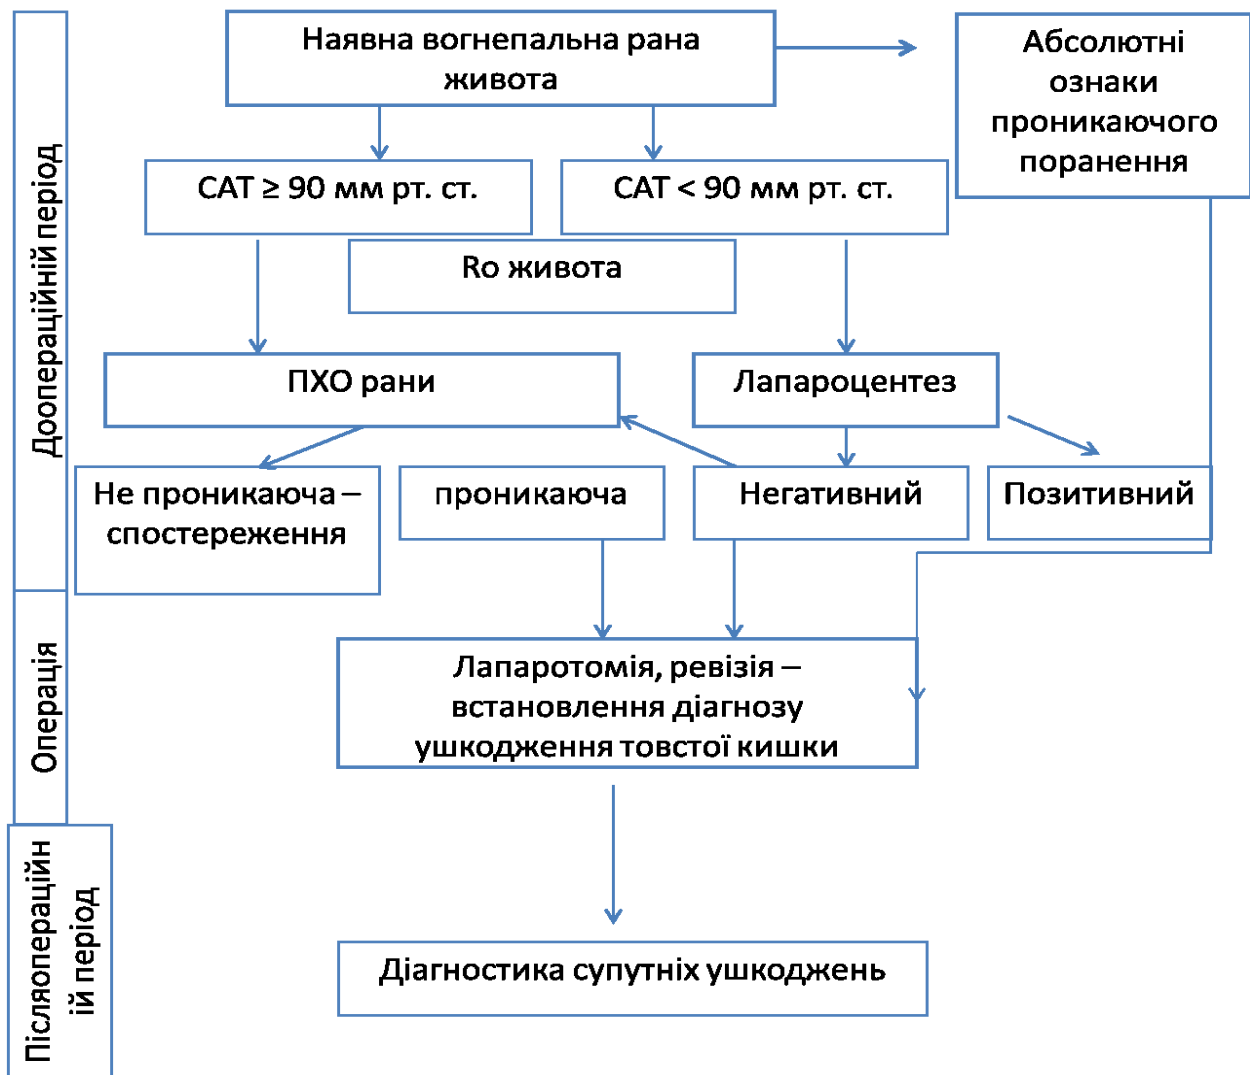 Наявна вогнепальна рана
живота
Абсолютні
ознаки
проникаючого
поранення
САТ ≥ 90 мм рт. ст.
САТ < 90 мм рт. ст.
Ro живота
ПХО рани
Лапароцентез
Не проникаюча –
спостереження
проникаюча
Негативний
Позитивний
Лапаротомія, ревізія –
встановлення діагнозу
ушкодження товстої кишки
Діагностика супутніх ушкоджень
Доопераційній період
Операція
Післяопераційн
ій період